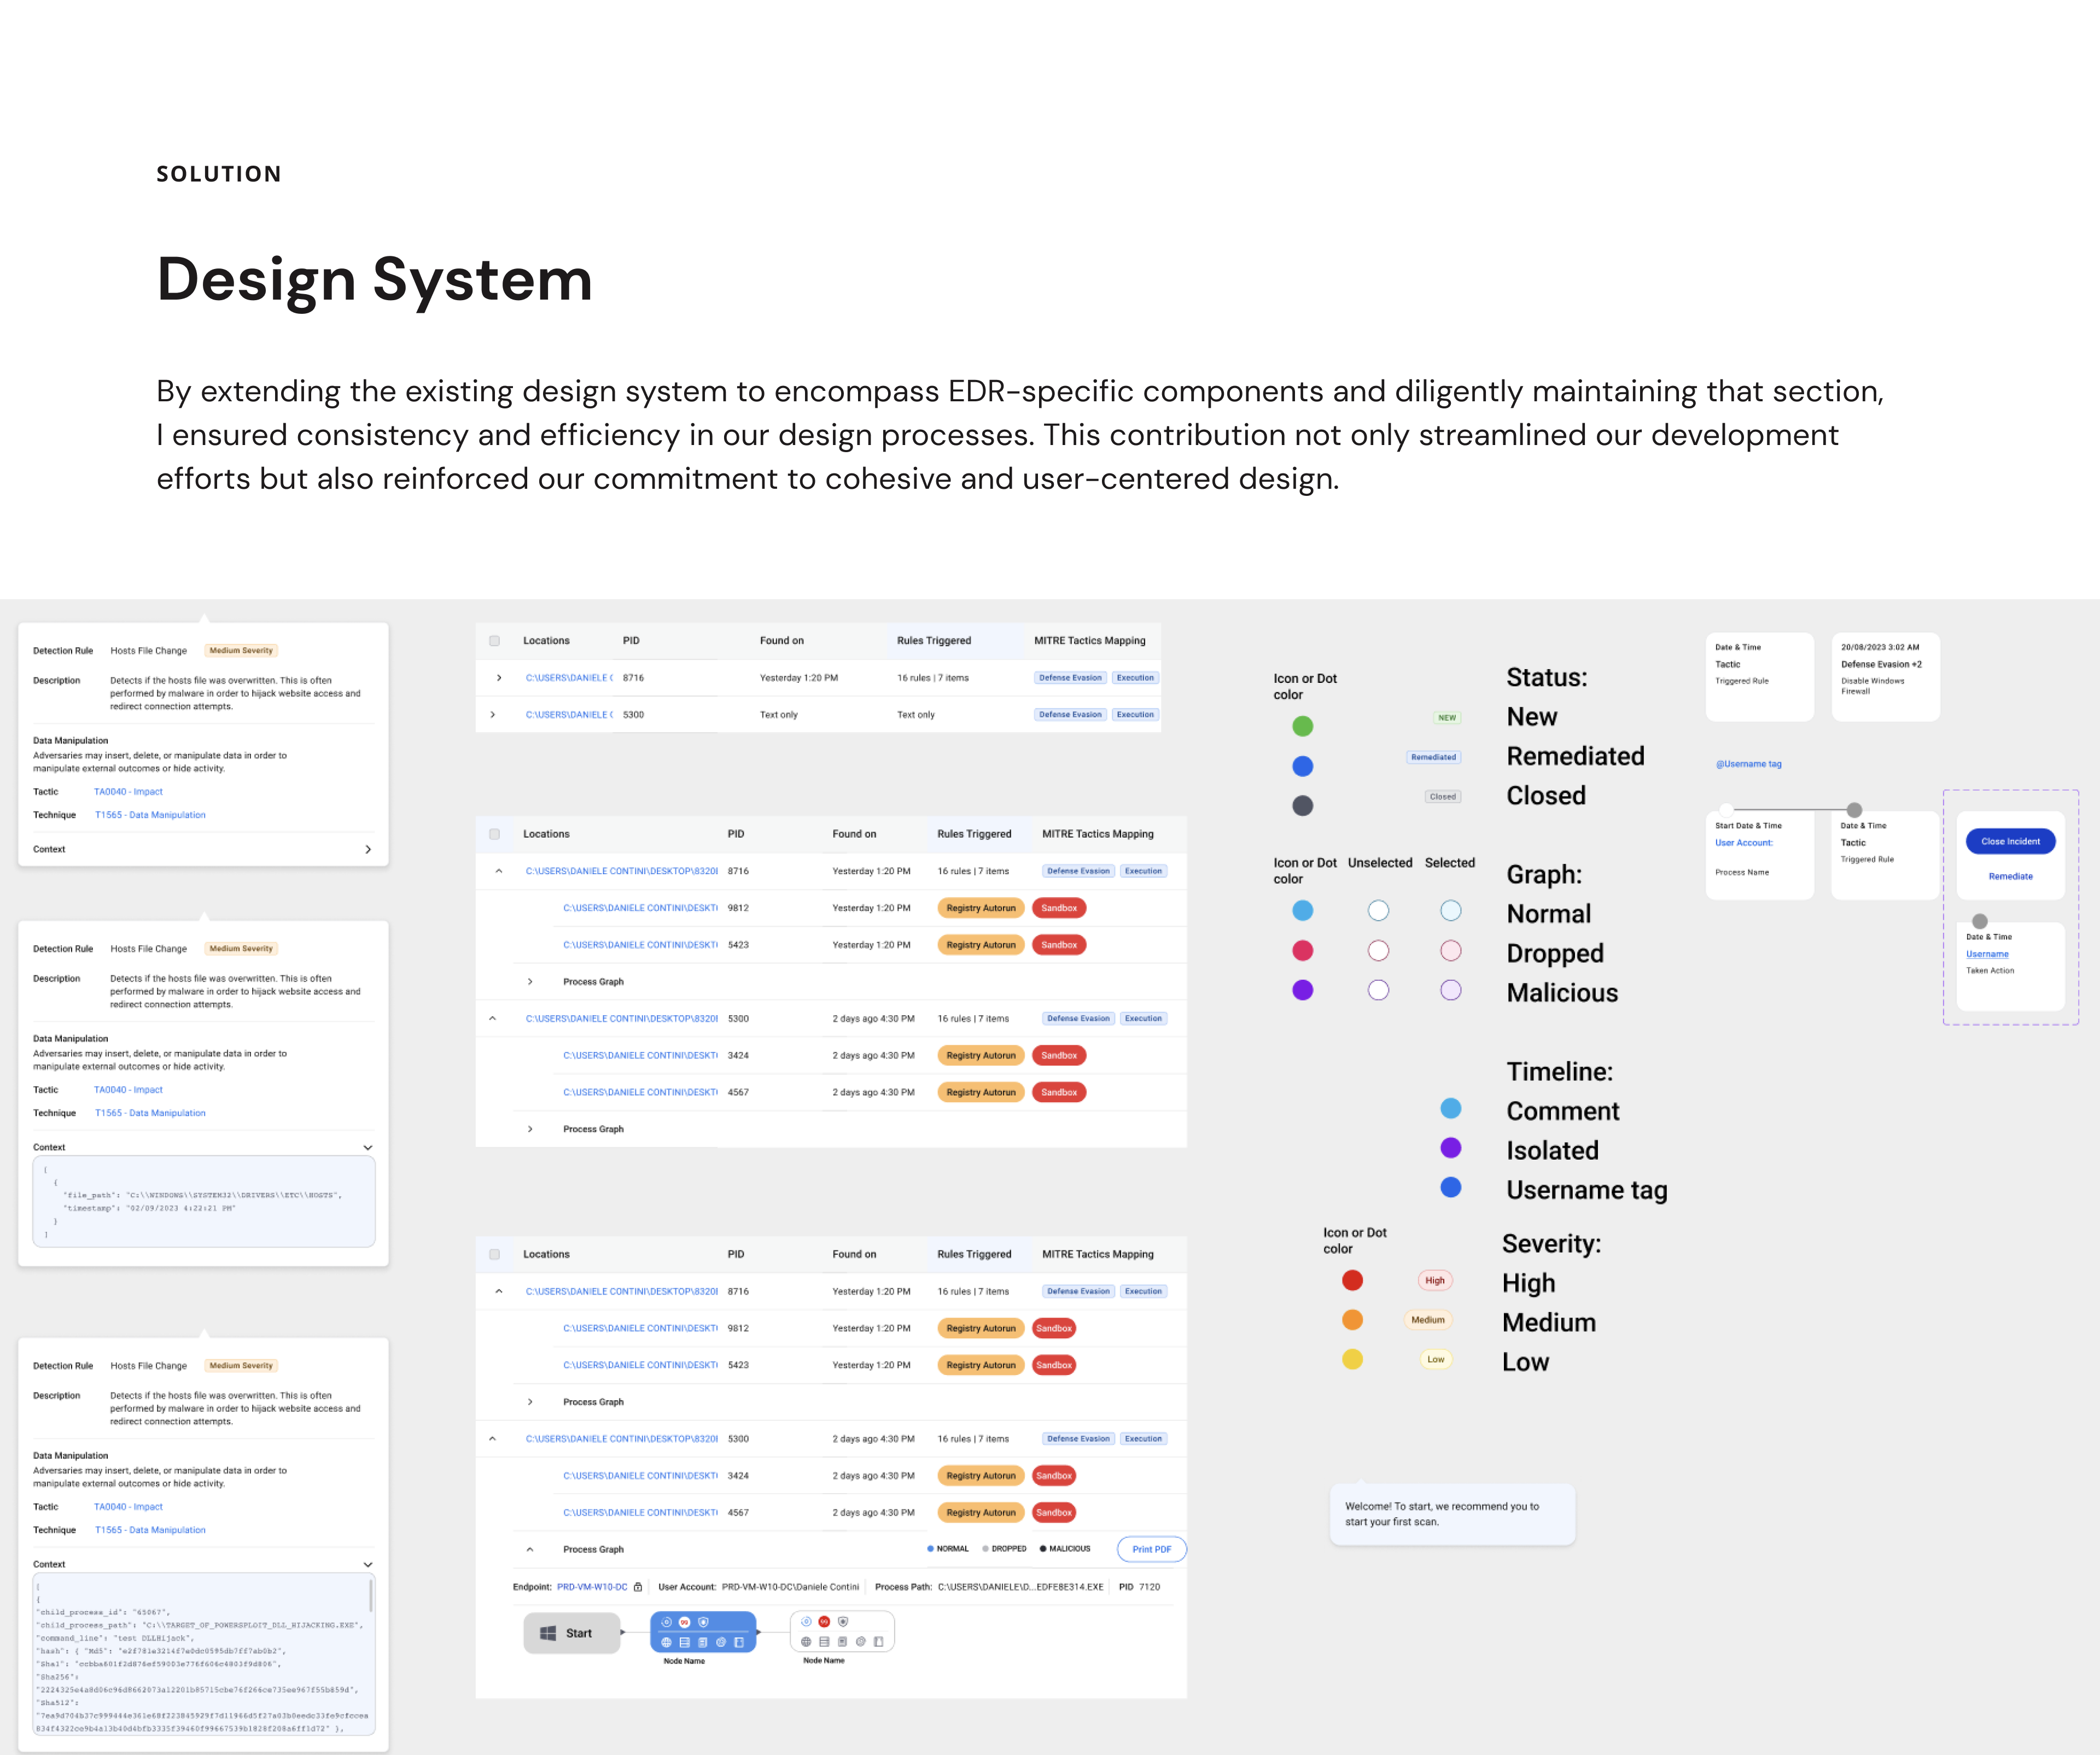 SOLUTION
Design System
By extending the existing design system to encompass EDR-specific components and diligently maintaining that section,
I ensured consistency and efficiency in our design processes. This contribution not only streamlined our development
efforts but also reinforced our commitment to cohesive and user-centered design.
Detection Rule Hosts File Change Medium Severity
Description Detects if the hosts file was overwritten. This is often
performed by malware in order to hijack website access and
redirect connection attempts.
Data Manipulation
Adversaries may insert, delete, or manipulate data in order to
manipulate external outcomes or hide activity.
Tactic TA0040 - Impact
Technique T1565 - Data Manipulation
Context
Detection Rule Hosts File Change Medium Severity
Description Detects if the hosts file was overwritten. This is often
performed by malware in order to hijack website access and
redirect connection attempts.
Data Manipulation
Adversaries may insert, delete, or manipulate data in order to
manipulate external outcomes or hide activity.
Tactic TA0040 - Impact
Technique T1565 - Data Manipulation
Context
[
{
"file_path": "C:\\WINDOWS\\SYSTEM32\\DRIVERS\\ETC\\HOSTS",
"timestamp": "02/09/2023 4:22:21 PM"
}
]
Detection Rule Hosts File Change Medium Severity
Description Detects if the hosts file was overwritten. This is often
performed by malware in order to hijack website access and
redirect connection attempts.
Data Manipulation
Adversaries may insert, delete, or manipulate data in order to
manipulate external outcomes or hide activity.
Tactic TA0040 - Impact
Technique T1565 - Data Manipulation
Context
[
{
"child_process_id": "65067",
"child_process_path": "C:\\TARGET_OF_POWERSPLOIT_DLL_HIJACKING.EXE",
"command_line": "test DLLHijack",
"hash": { "Md5":
"Sha1":
"Sha256":
"Sha512":
Locations PID Found on Rules Triggered MITRE Tactics Mapping
C:\USERS\DANIELE 8716 Yesterday 1:20 PM 16 rules | 7 items Defense Evasion Execution
C:\USERS\DANIELE 5300 Text only Text only Defense Evasion Execution
Locations PID Found on Rules Triggered MITRE Tactics Mapping
C:\USERS\DANIELE CONTINI\DESKTOP\8320 8716 Yesterday 1:20 PM 16 rules | 7 items Defense Evasion Execution
C:\USERS\DANIELE CONTINI\DESKT 9812 Yesterday 1:20 PM Registry Autorun Sandbox
C:\USERS\DANIELE CONTINI\DESKT 5423 Yesterday 1:20 PM Registry Autorun Sandbox
Process Graph
C:\USERS\DANIELE CONTINI\DESKTOP\8320 5300 2 days ago 4:30 PM 16 rules | 7 items Defense Evasion Execution
C:\USERS\DANIELE CONTINI\DESKT 3424 2 days ago 4:30 PM Registry Autorun Sandbox
C:\USERS\DANIELE CONTINI\DESKT 4567 2 days ago 4:30 PM Registry Autorun Sandbox
Process Graph
Locations PID Found on Rules Triggered MITRE Tactics Mapping
C:\USERS\DANIELE CONTINI\DESKTOP\8320 8716 Yesterday 1:20 PM 16 rules | 7 items Defense Evasion Execution
C:\USERS\DANIELE CONTINI\DESKT 9812 Yesterday 1:20 PM Registry Autorun Sandbox
C:\USERS\DANIELE CONTINI\DESKT 5423 Yesterday 1:20 PM Registry Autorun Sandbox
Process Graph
C:\USERS\DANIELE CONTINI\DESKTOP\8320 5300 2 days ago 4:30 PM 16 rules | 7 items Defense Evasion Execution
C:\USERS\DANIELE CONTINI\DESKT 3424 2 days ago 4:30 PM Registry Autorun Sandbox
C:\USERS\DANIELE CONTINI\DESKT 4567 2 days ago 4:30 PM Registry Autorun Sandbox
Process Graph NORMAL DROPPED MALICIOUS Print PDF
Endpoint: PRD-VM-W10-DC User Account: PRD-VM-W10-DC\Daniele Contini Process Path: C:\USERS\DANIELE\D...EDFE8E314.EXE PID 7120
Start
99
99
Node Name Node Name
Icon or Dot
color
Status:
NEW New
Remediated Remediated
Closed Closed
Icon or Dot
color
Unselected Selected
Graph:
Normal
Dropped
Malicious
Timeline:
Comment
Isolated
Username tag
Icon or Dot
color
Severity:
High High
Medium Medium
Low Low
Welcome! To start, we recommend you to
start your first scan.
Date & Time
Tactic
Triggered Rule
20/08/2023 3:02 AM
Defense Evasion +2
Disable Windows
Firewall
@Username tag
Start Date & Time
User Account:
Process Name
Date & Time
Tactic
Triggered Rule
Close Incident
Remediate
Date & Time
Username
Taken Action